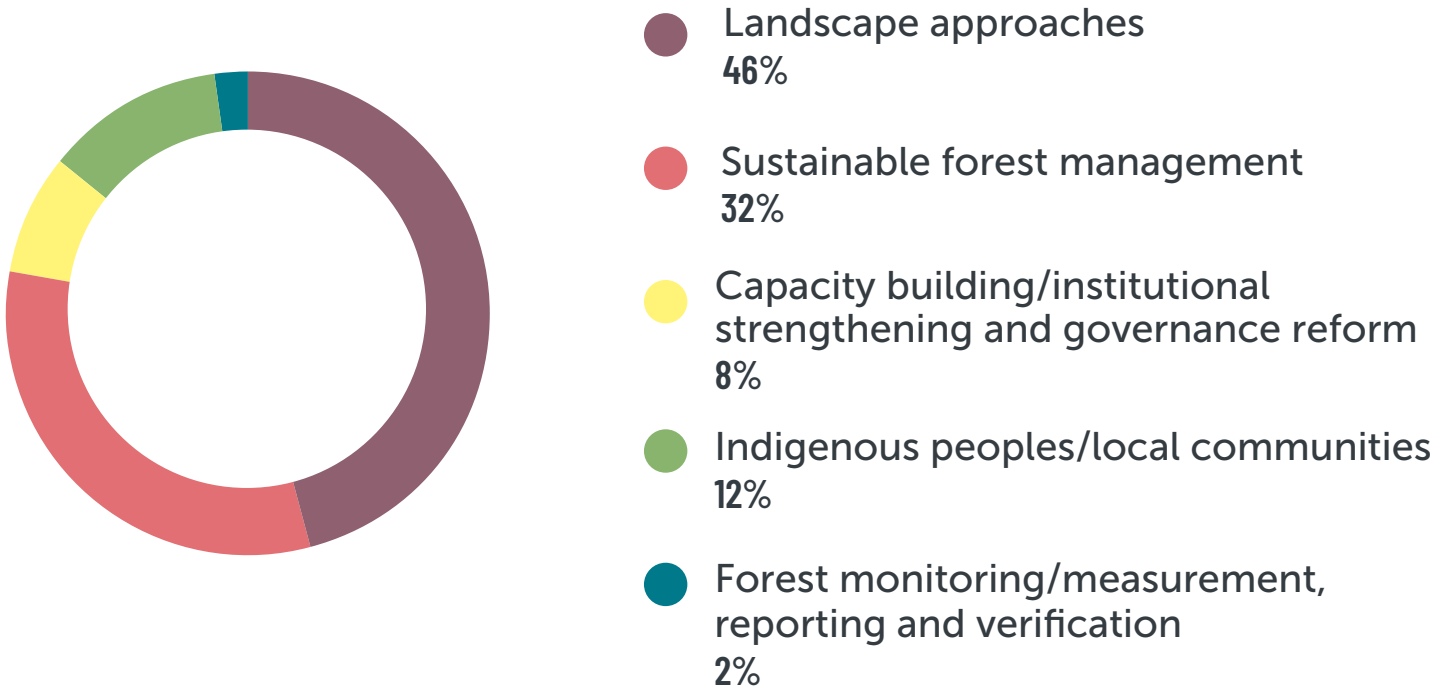 Landscape approaches
46%
Sustainable forest management
32%
Capacity building/institutional
strengthening and governance reform
8%
Indigenous peoples/local communities
12%
Forest monitoring/measurement,
reporting and verification
2%